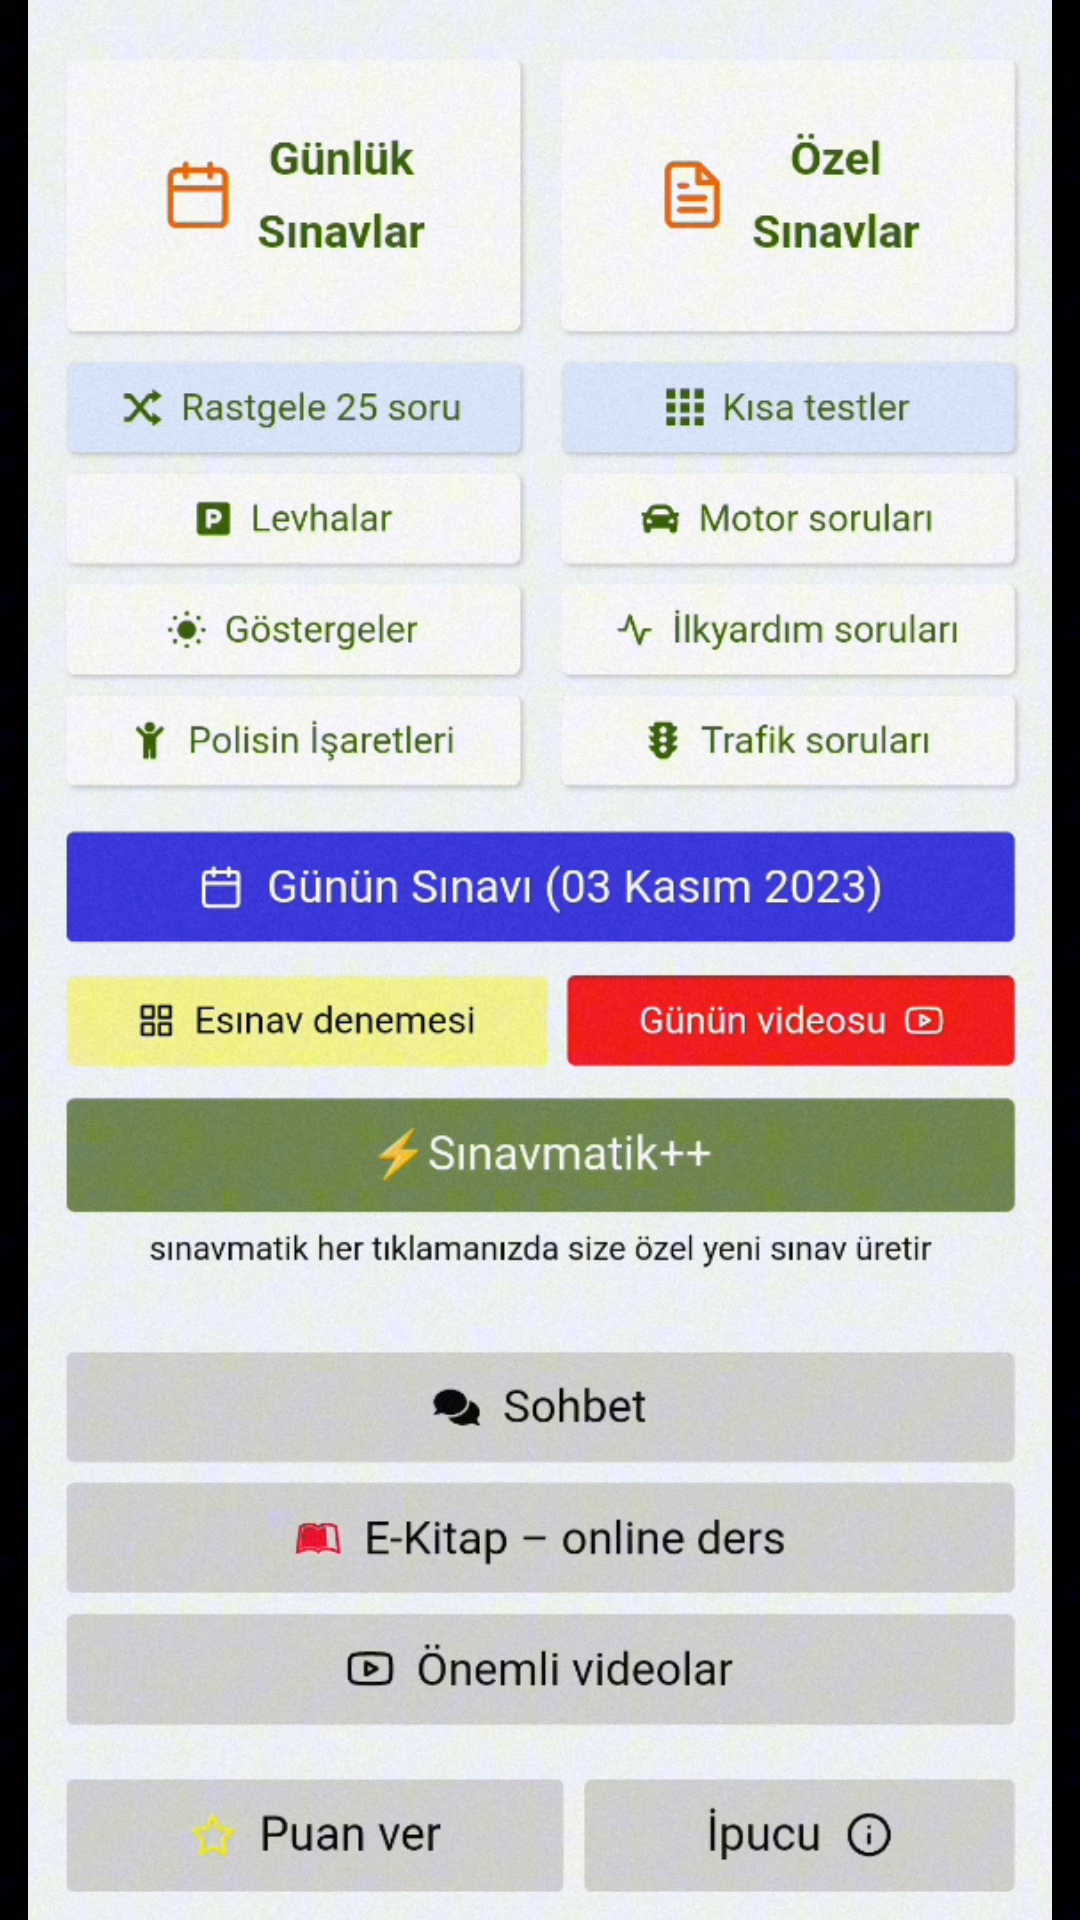 Günlük
Sınavlar
Özel
Sınavlar
Rastgele 25 soru
Kısa testler
Levhalar
Motor soruları
Göstergeler
İlkyardım soruları
Polisin İşaretleri
Trafik soruları
Günün Sınavı (03 Kasım 2023)
Esınav denemesi
Günün videosu
⚡Sınavmatik++
sınavmatik her tıklamanızda size özel yeni sınav üretir
Sohbet
E-Kitap – online ders
Önemli videolar
Puan ver
İpucu